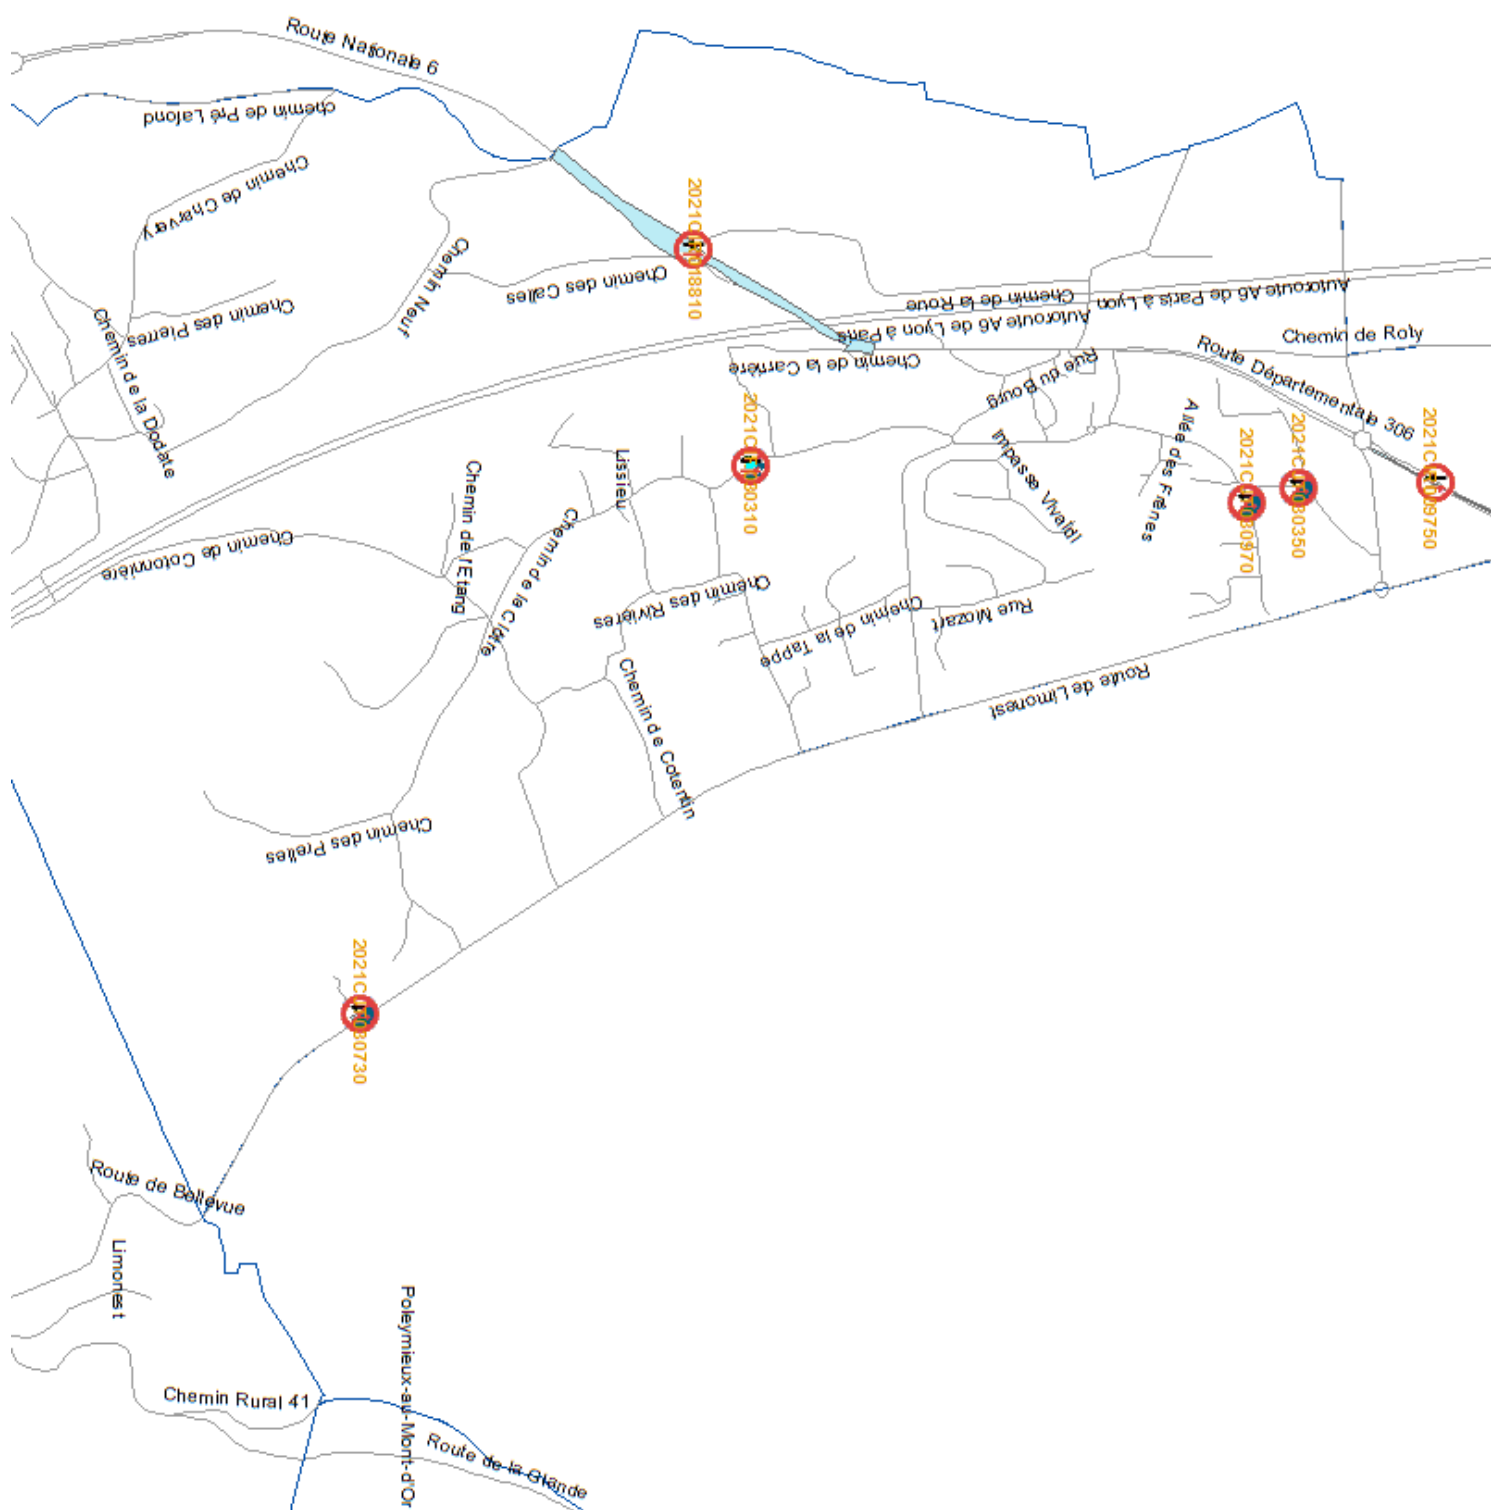 Route Nationale 6
chemin de Pré Lafond
Chemin de Charvery
Chemin Neuf
Chemin des Calles
Chemin des Pierres
Chemin de la Dodate
Chemin de la Roue
Autoroute A6 de Paris à Lyon
Autoroute A6 de Lyon à Paris
Chemin de Roly
Route Départementale 306
Chemin de la Carrière
Rue du Bourg
Allée des Frênes
Impasse Vivaldi
Lissieu
Chemin de l'Etang
Chemin de Cotonnière
Chemin de la Clôtre
Chemin des Rivières
Chemin de la Tappe
Rue Mozart
Route de Limonest
Chemin de Cotentin
Chemin des Prelles
Route de Bellevue
Limonest
Poleymieux-au-Mont-d'Or
Chemin Rural 41
Route de la Glande